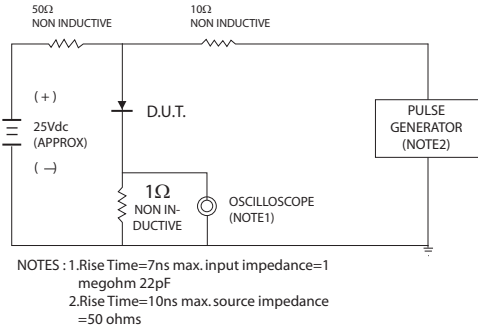 50Ω
NON INDUCTIVE
10Ω
NON INDUCTIVE
(+)
25Vdc
(APPROX)
(—)
D.U.T.
1Ω
NON IN-
DUCTIVE
OSCILLOSCOPE
(NOTE1)
PULSE
GENERATOR
(NOTE2)
NOTES : 1.Rise Time=7ns max. input impedance=1
megohm 22pF
2.Rise Time=10ns max. source impedance
=50 ohms